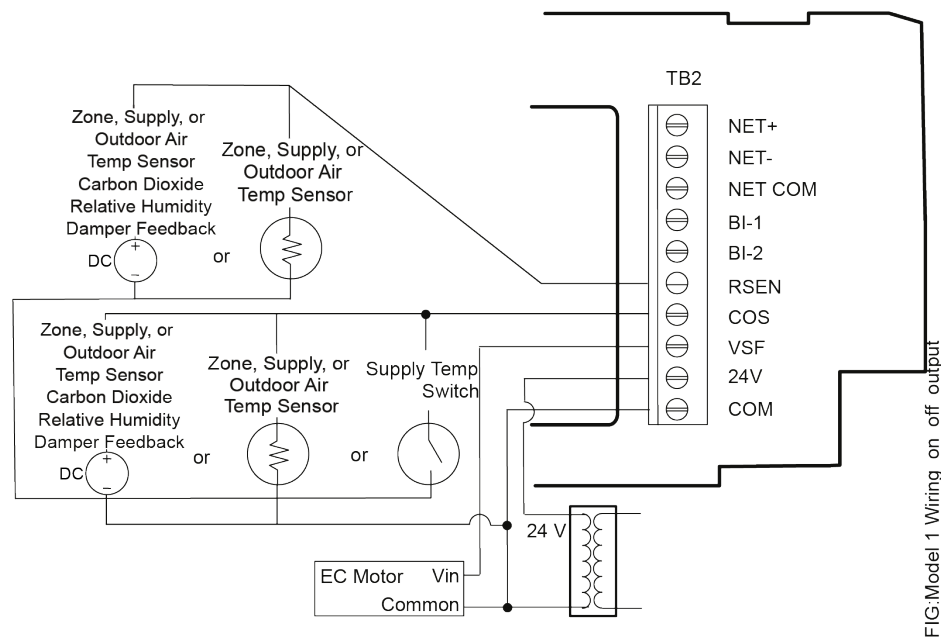 TB2
NET+
NET-
NET COM
BI-1
BI-2
RSEN
COS
VSF
24V
COM
Zone, Supply, or
Outdoor Air
Temp Sensor
Carbon Dioxide
Relative Humidity
Damper Feedback
+
DC
-
or
Zone, Supply, or
Outdoor Air
Temp Sensor
Zone, Supply, or
Outdoor Air
Temp Sensor
Carbon Dioxide
Relative Humidity
Damper Feedback
+
DC
-
or
Zone, Supply, or
Outdoor Air
Temp Sensor
or
Supply Temp
Switch
24 V
EC Motor Vin
Common
FIG:Model 1 Wiring on off output